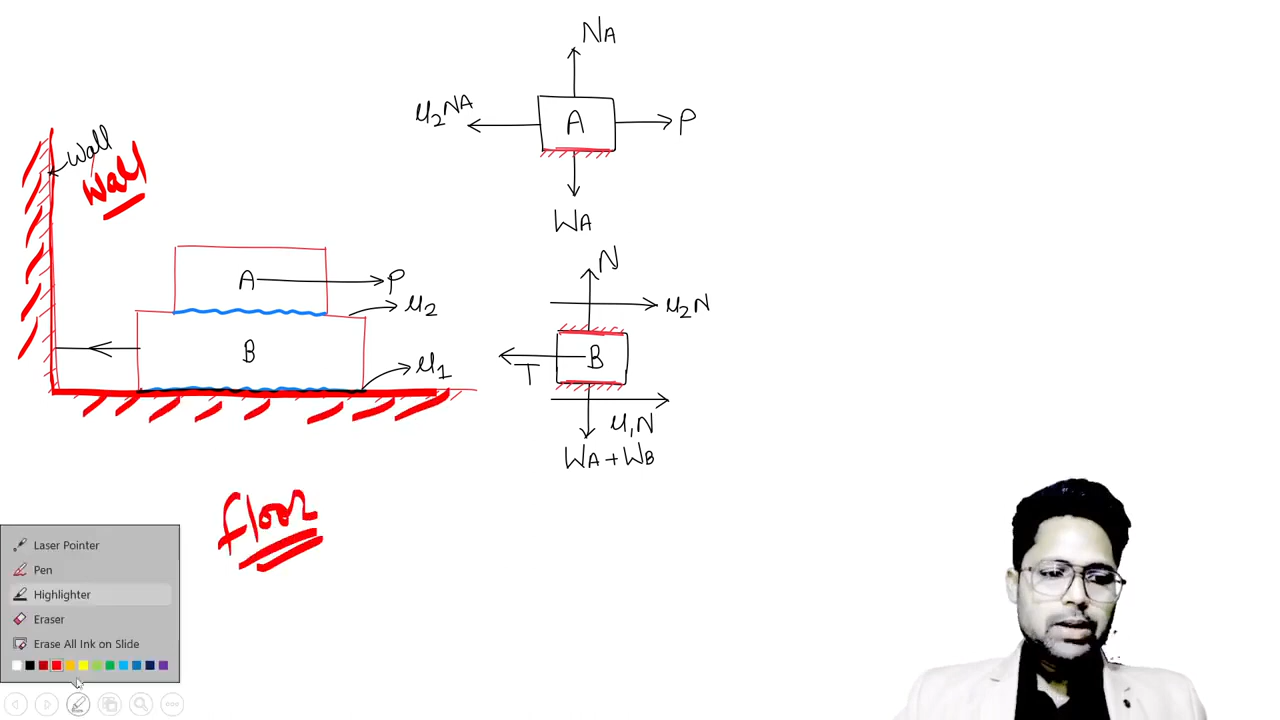 Wall
Wall
A
P
μ2
B
μ1
floor
NA
μ2NA
A
P
WA
N
μ2N
B
T
μ1N
WA+WB
Laser Pointer
Pen
Highlighter
Eraser
Erase All Ink on Slide